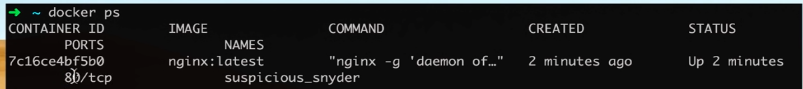 → ~ docker ps
CONTAINER ID IMAGE COMMAND CREATED STATUS
PORTS NAMES
7c16ce4bf5b0 nginx:latest "nginx -g 'daemon of…" 2 minutes ago Up 2 minutes
80/tcp suspicious_snyder